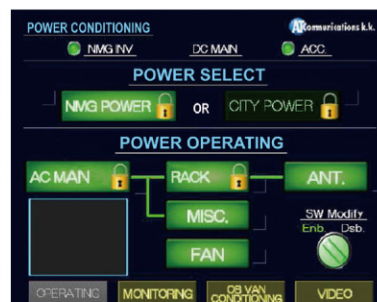 POWER CONDITIONING
ARKommunications k.k.
NMG INV
DC MAIN
ACC.
POWER SELECT
NMG POWER
OR
CITY POWER
POWER OPERATING
AC MAN
RACK
ANT.
MISC.
FAN
SW Modify
Enb. Dsb.
OPERATING
MONITORING
OB VAN
CONDITIONING
VIDEO